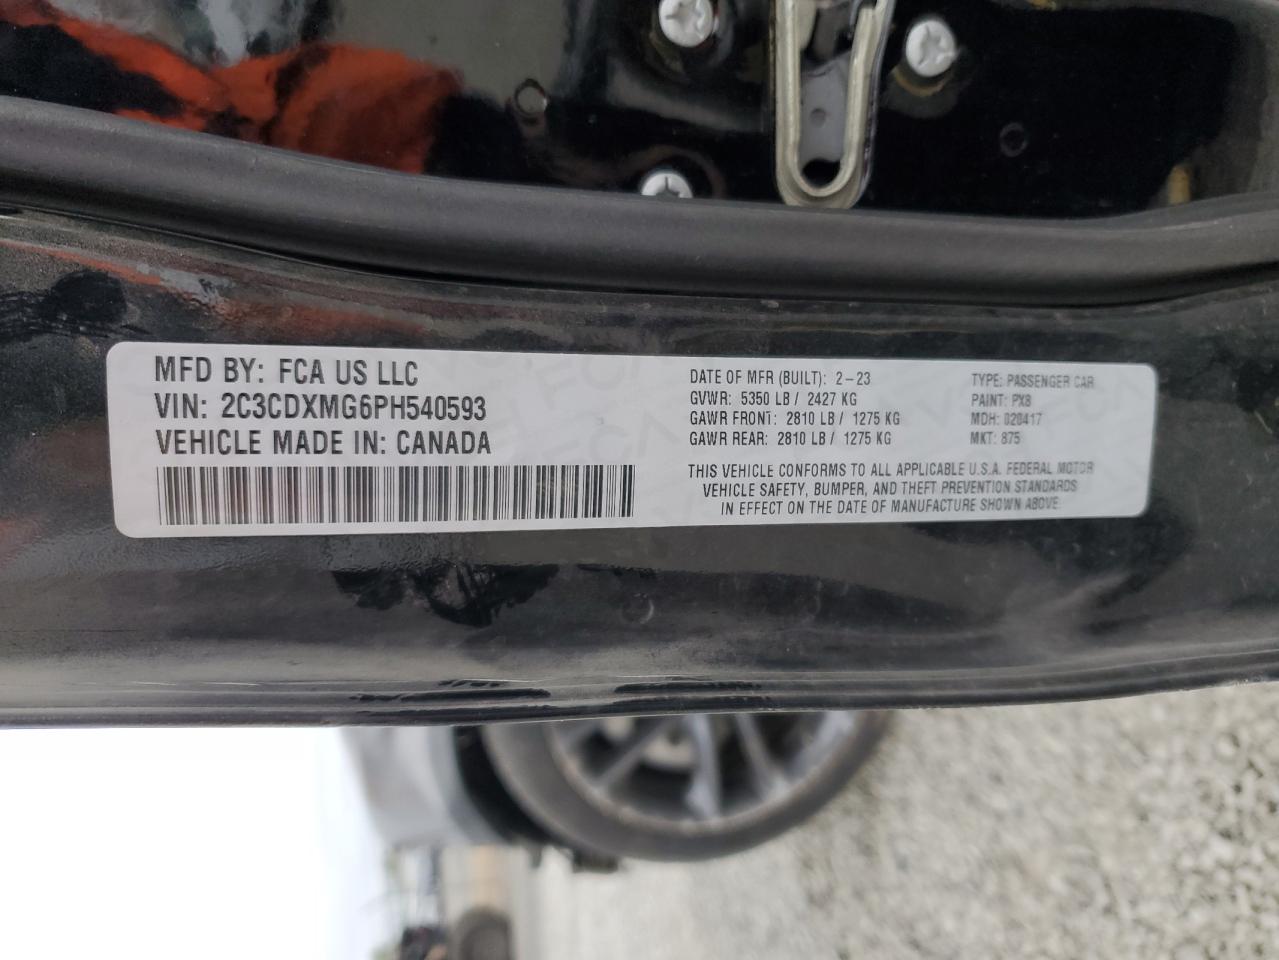 MFD BY: FCA US LLC
VIN: 2C3CDXMG6PH540593
VEHICLE MADE IN: CANADA
DATE OF MFR (BUILT): 2-23
GVWR: 5350 LB / 2427 KG
GAWR FRONT: 2810 LB / 1275 KG
GAWR REAR: 2810 LB / 1275 KG
TYPE: PASSENGER CAR
PAINT: PX8
MDH: 020417
MKT: 875
THIS VEHICLE CONFORMS TO ALL APPLICABLE U.S.A. FEDERAL MOTOR
VEHICLE SAFETY, BUMPER, AND THEFT PREVENTION STANDARDS
IN EFFECT ON THE DATE OF MANUFACTURE SHOWN ABOVE.